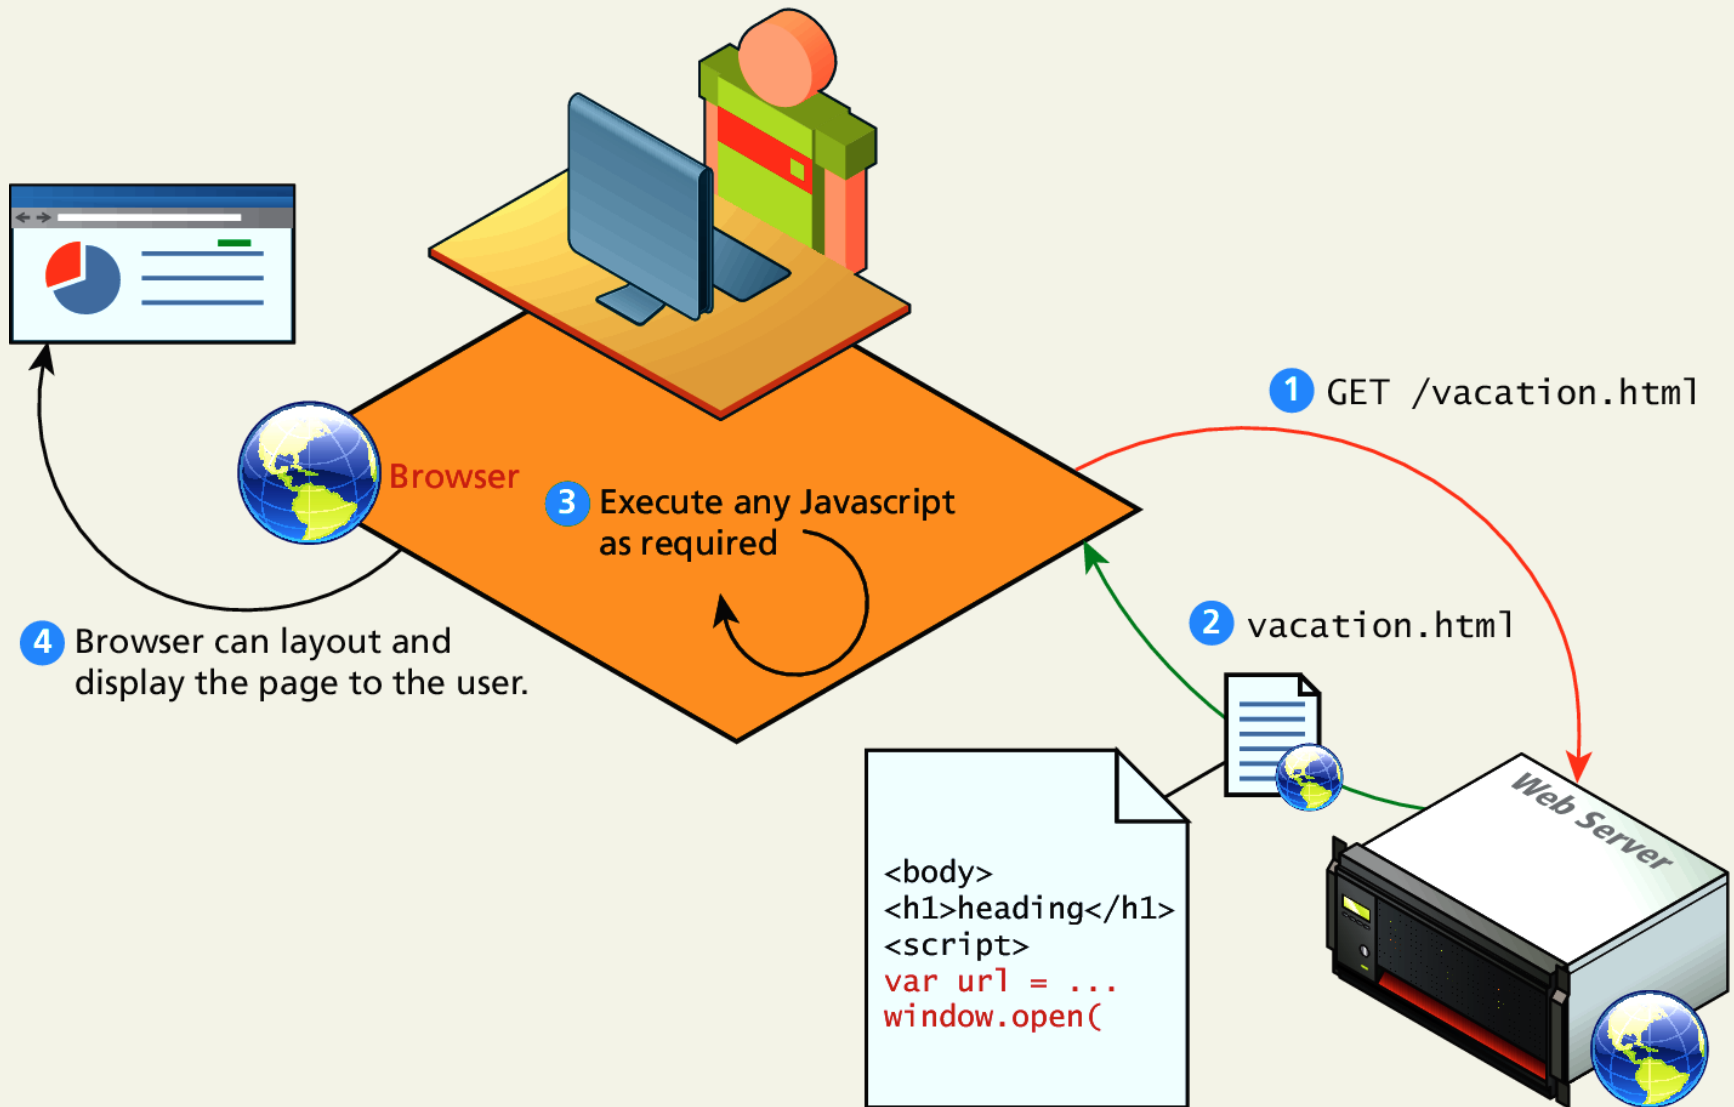 1 GET /vacation.html
Browser
3 Execute any Javascript
as required
2 vacation.html
4 Browser can layout and
display the page to the user.
Web Server
<body>
<h1>heading</h1>
<script>
var url = ...
window.open(